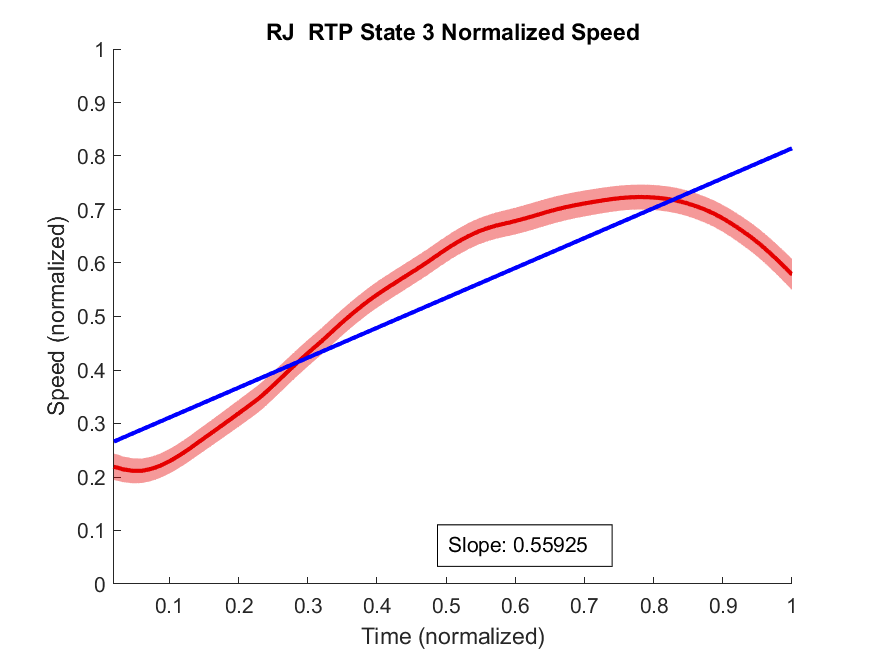 RJ  RTP State 3 Normalized Speed
1
0.9
0.8
0.7
0.6
0.5
0.4
0.3
0.2
0.1
0
Speed (normalized)
Slope: 0.55925
0.1 0.2 0.3 0.4 0.5 0.6 0.7 0.8 0.9 1
Time (normalized)